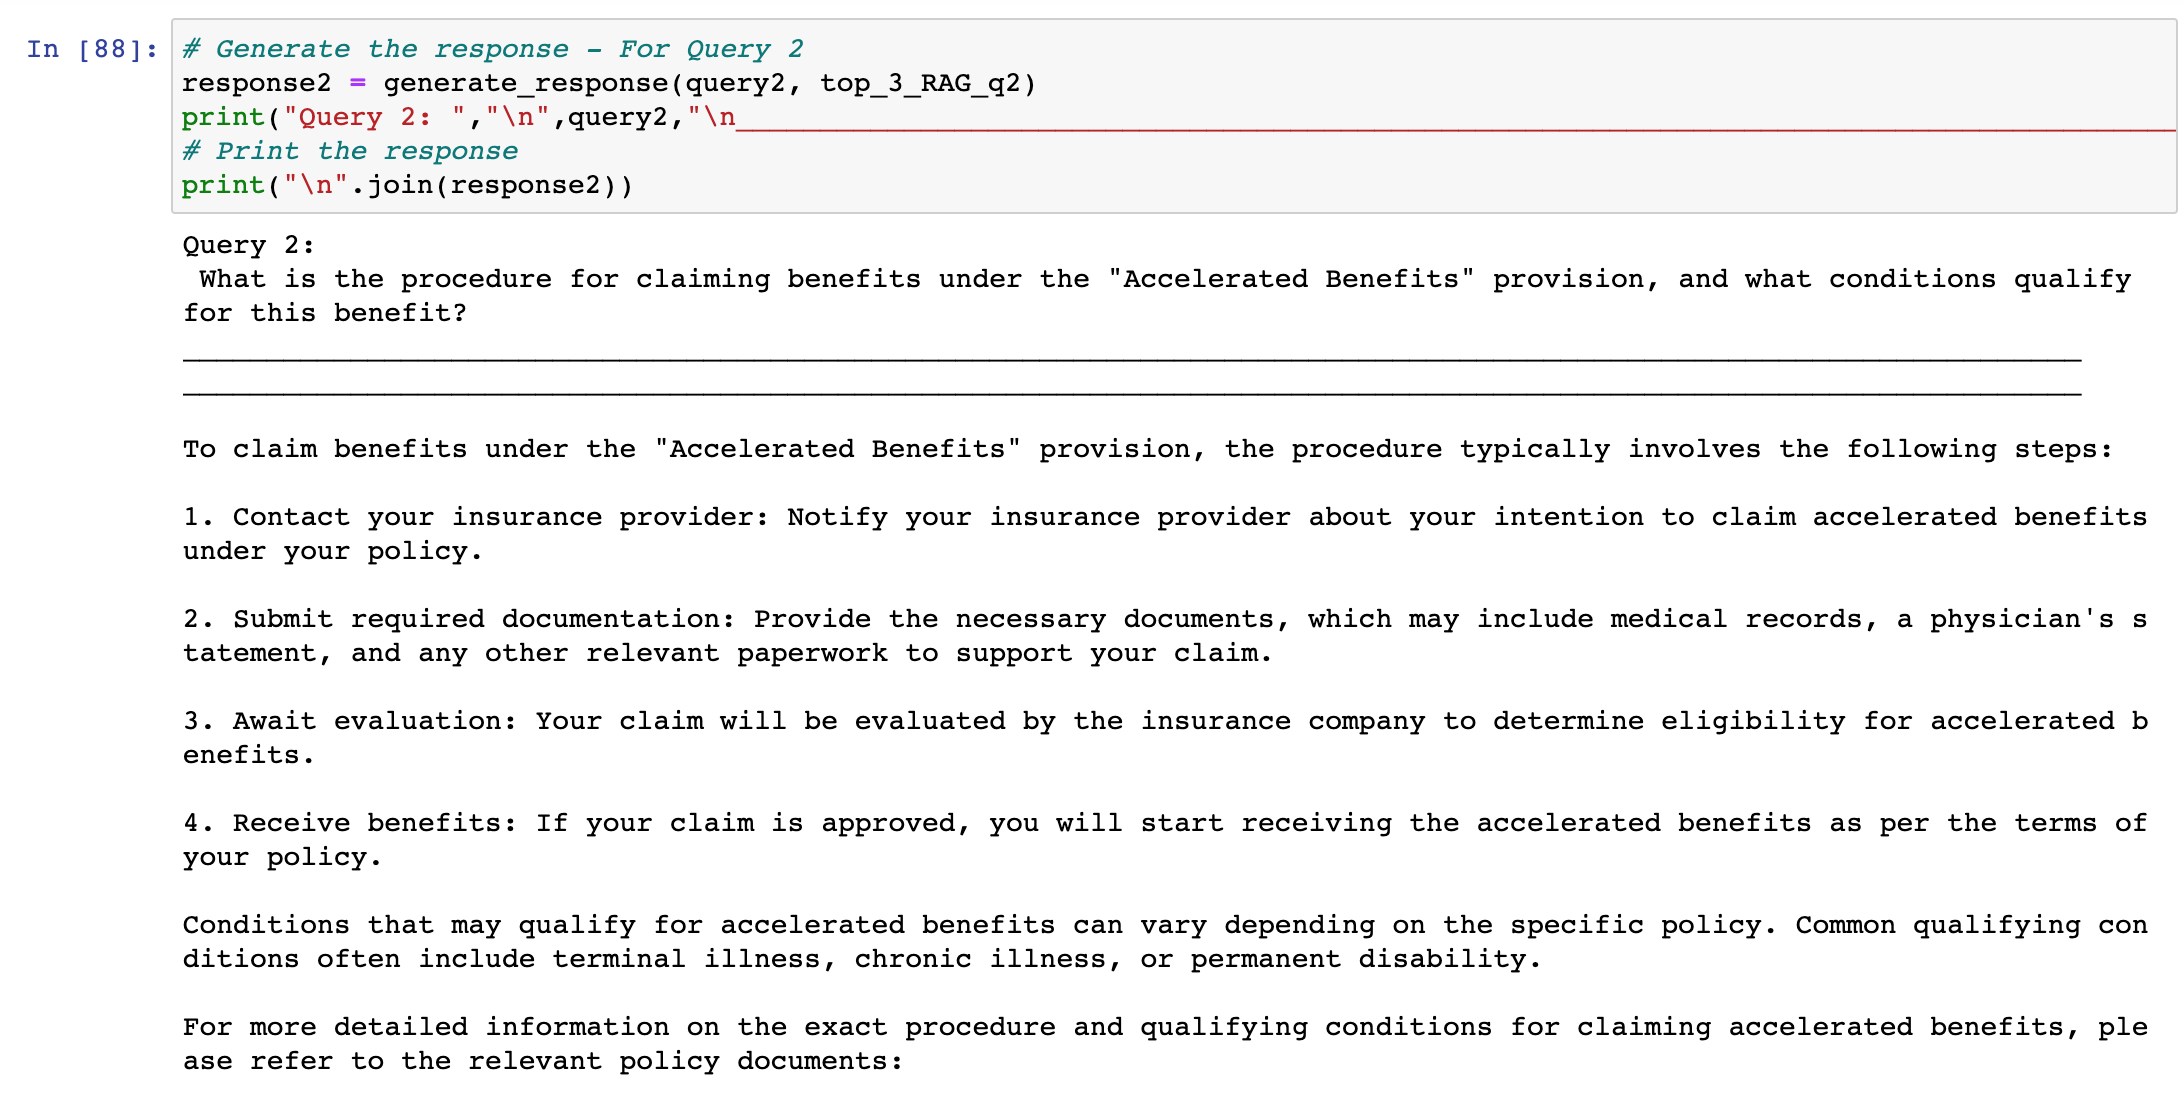 In [88]: # Generate the response - For Query 2
response2 = generate_response(query2, top_3_RAG_q2)
print("Query 2: ","\n",query2,"\n____________________________________________________________________________________
# Print the response
print("\n".join(response2))
Query 2:
 What is the procedure for claiming benefits under the "Accelerated Benefits" provision, and what conditions qualify
for this benefit?
_________________________________________________________________________________________________________________
_________________________________________________________________________________________________________________
To claim benefits under the "Accelerated Benefits" provision, the procedure typically involves the following steps:
1. Contact your insurance provider: Notify your insurance provider about your intention to claim accelerated benefits
under your policy.
2. Submit required documentation: Provide the necessary documents, which may include medical records, a physician's s
tatement, and any other relevant paperwork to support your claim.
3. Await evaluation: Your claim will be evaluated by the insurance company to determine eligibility for accelerated b
enefits.
4. Receive benefits: If your claim is approved, you will start receiving the accelerated benefits as per the terms of
your policy.
Conditions that may qualify for accelerated benefits can vary depending on the specific policy. Common qualifying con
ditions often include terminal illness, chronic illness, or permanent disability.
For more detailed information on the exact procedure and qualifying conditions for claiming accelerated benefits, ple
ase refer to the relevant policy documents: